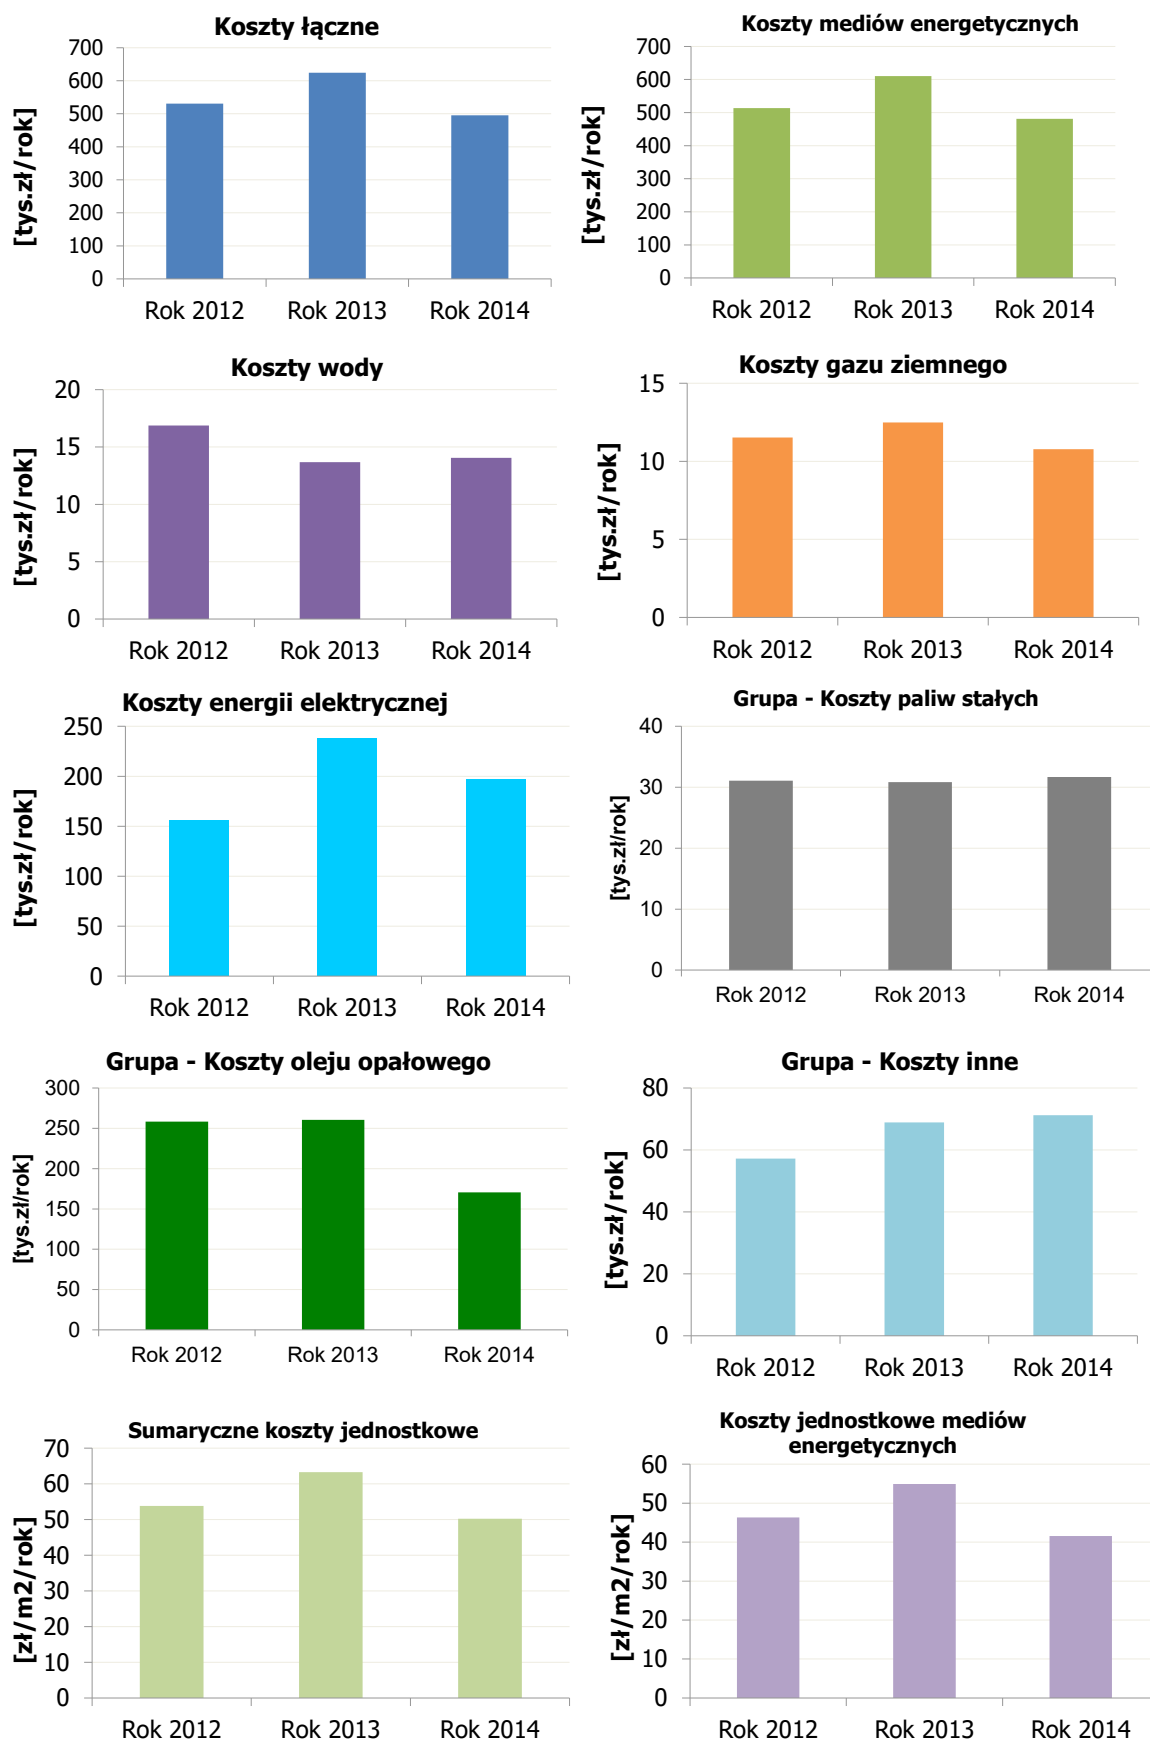 Koszty łączne
700
600
500
400
300
200
100
0
[tys.zł/rok]
Rok 2012 Rok 2013 Rok 2014
Koszty mediów energetycznych
700
600
500
400
300
200
100
0
[tys.zł/rok]
Rok 2012 Rok 2013 Rok 2014
Koszty wody
20
15
10
5
0
[tys.zł/rok]
Rok 2012 Rok 2013 Rok 2014
Koszty gazu ziemnego
15
10
5
0
[tys.zł/rok]
Rok 2012 Rok 2013 Rok 2014
Koszty energii elektrycznej
250
200
150
100
50
0
[tys.zł/rok]
Rok 2012 Rok 2013 Rok 2014
Grupa - Koszty paliw stałych
40
30
20
10
0
[tys.zł/rok]
Rok 2012 Rok 2013 Rok 2014
Grupa - Koszty oleju opałowego
300
250
200
150
100
50
0
[tys.zł/rok]
Rok 2012 Rok 2013 Rok 2014
Grupa - Koszty inne
80
60
40
20
0
[tys.zł/rok]
Rok 2012 Rok 2013 Rok 2014
Sumaryczne koszty jednostkowe
70
60
50
40
30
20
10
0
[zł/m2/rok]
Rok 2012 Rok 2013 Rok 2014
Koszty jednostkowe mediów
energetycznych
60
50
40
30
20
10
0
[zł/m2/rok]
Rok 2012 Rok 2013 Rok 2014